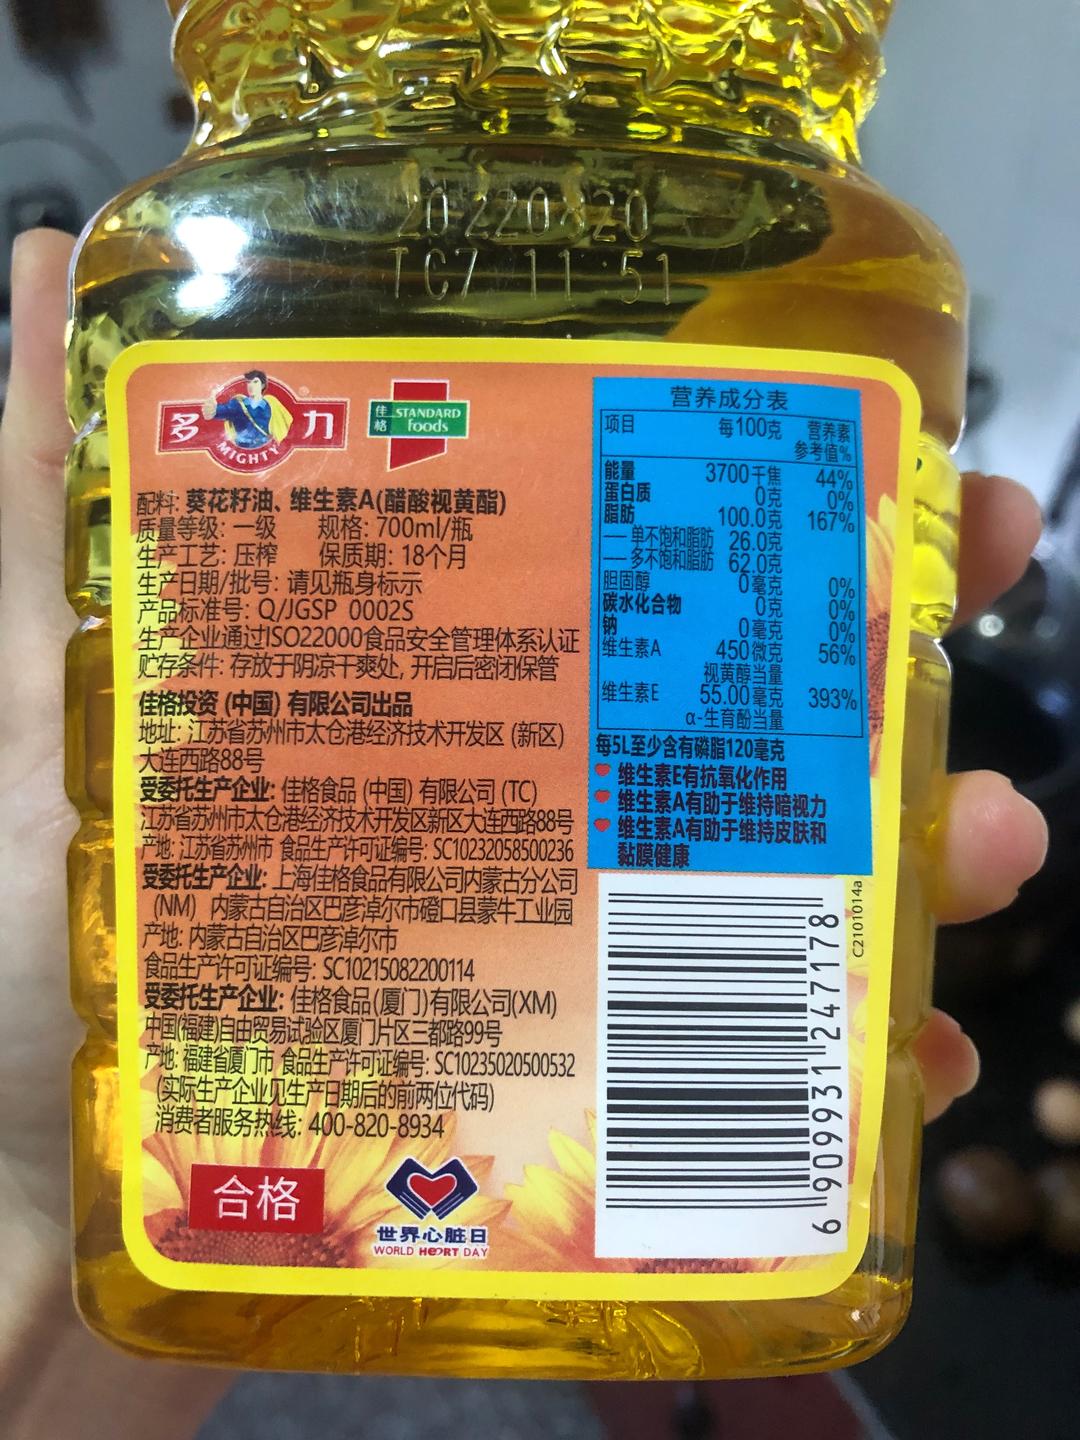 20220820
TC7 11:51
多力
MIGHTY
佳格
STANDARD
foods
配料: 葵花籽油、维生素A(醋酸视黄酯)
质量等级: 一级 规格: 700ml/瓶
生产工艺: 压榨 保质期: 18个月
生产日期/批号: 请见瓶身标示
产品标准号: Q/JGSP 0002S
生产企业通过ISO22000食品安全管理体系认证
贮存条件: 存放于阴凉干爽处, 开启后密闭保管
佳格投资 (中国) 有限公司出品
地址: 江苏省苏州市太仓港经济技术开发区 (新区)
大连西路88号
受委托生产企业: 佳格食品 (中国) 有限公司 (TC)
江苏省苏州市太仓港经济技术开发区新区大连西路88号
产地: 江苏省苏州市 食品生产许可证编号: SC10232058500236
受委托生产企业: 上海佳格食品有限公司内蒙古分公司
(NM) 内蒙古自治区巴彦淖尔市磴口县蒙牛工业园
产地: 内蒙古自治区巴彦淖尔市
食品生产许可证编号: SC10215082200114
受委托生产企业: 佳格食品(厦门)有限公司(XM)
中国(福建)自由贸易试验区厦门片区三都路99号
产地: 福建省厦门市 食品生产许可证编号: SC10235020500532
(实际生产企业见生产日期后的前两位代码)
消费者服务热线: 400-820-8934
合格
世界心脏日
WORLD HEART DAY
营养成分表
项目 每100克 营养素参考值%
能量 3700千焦 44%
蛋白质 0克 0%
脂肪 100.0克 167%
— 单不饱和脂肪 26.0克
— 多不饱和脂肪 62.0克
胆固醇 0毫克 0%
碳水化合物 0克 0%
钠 0毫克 0%
维生素A 450微克 56%
视黄醇当量
维生素E 55.00毫克 393%
α-生育酚当量
每5L至少含有磷脂120毫克
维生素E有抗氧化作用
维生素A有助于维持暗视力
维生素A有助于维持皮肤和
黏膜健康
C2101014a
6 909931 247178